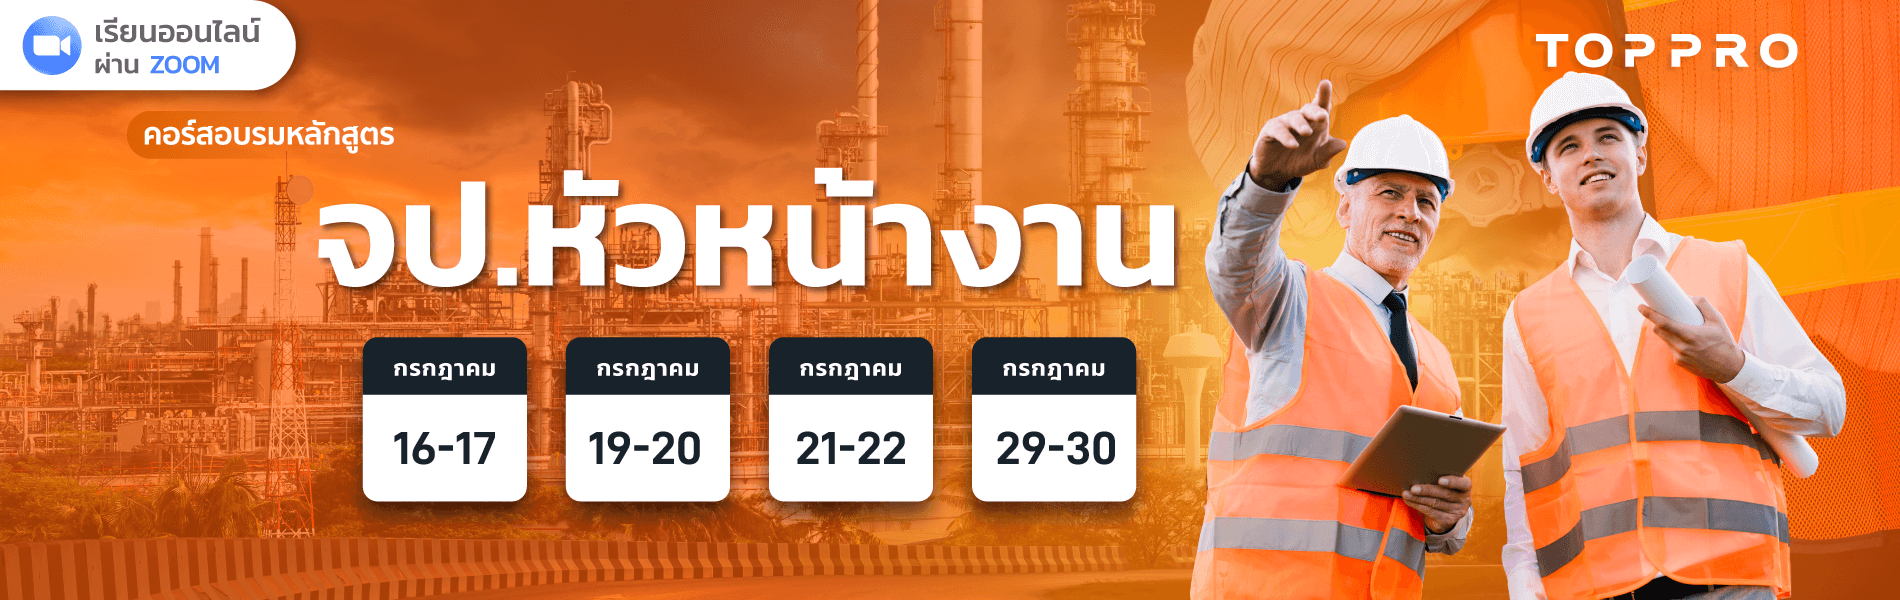 เรียนออนไลน์
ผ่าน ZOOM
TOPPRO
คอร์สอบรมหลักสูตร
จป.หัวหน้างาน
กรกฎาคม
16-17
กรกฎาคม
19-20
กรกฎาคม
21-22
กรกฎาคม
29-30